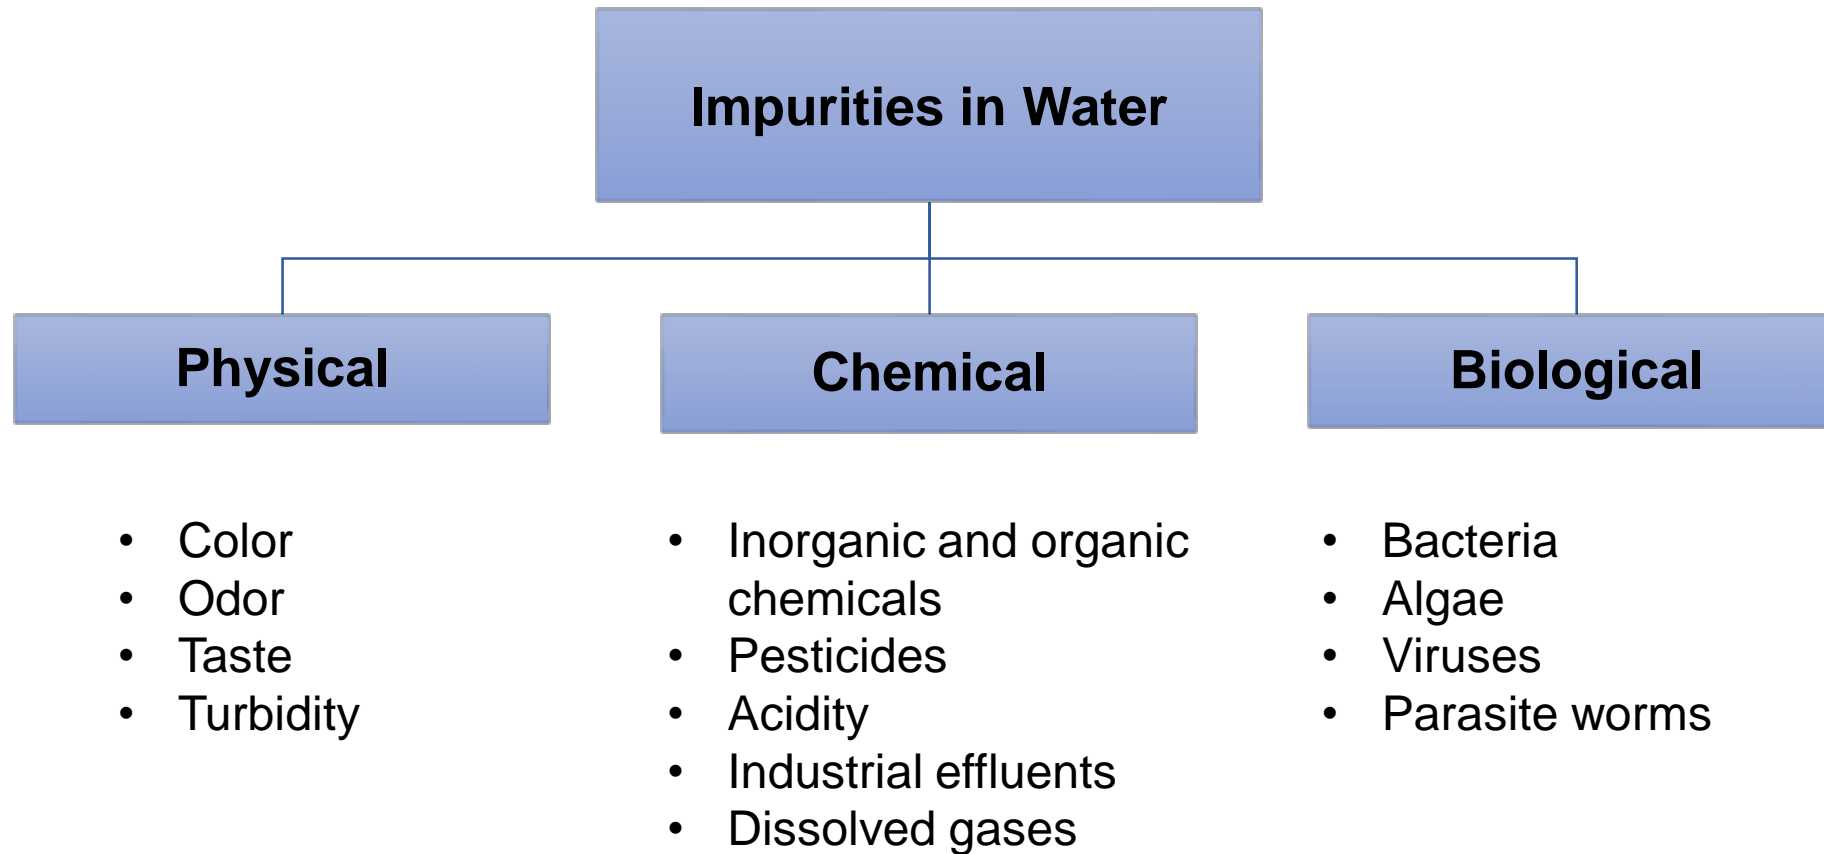 Impurities in Water
Physical
Chemical
Biological
• Color
• Odor
• Taste
• Turbidity
• Inorganic and organic
chemicals
• Pesticides
• Acidity
• Industrial effluents
• Dissolved gases
• Bacteria
• Algae
• Viruses
• Parasite worms